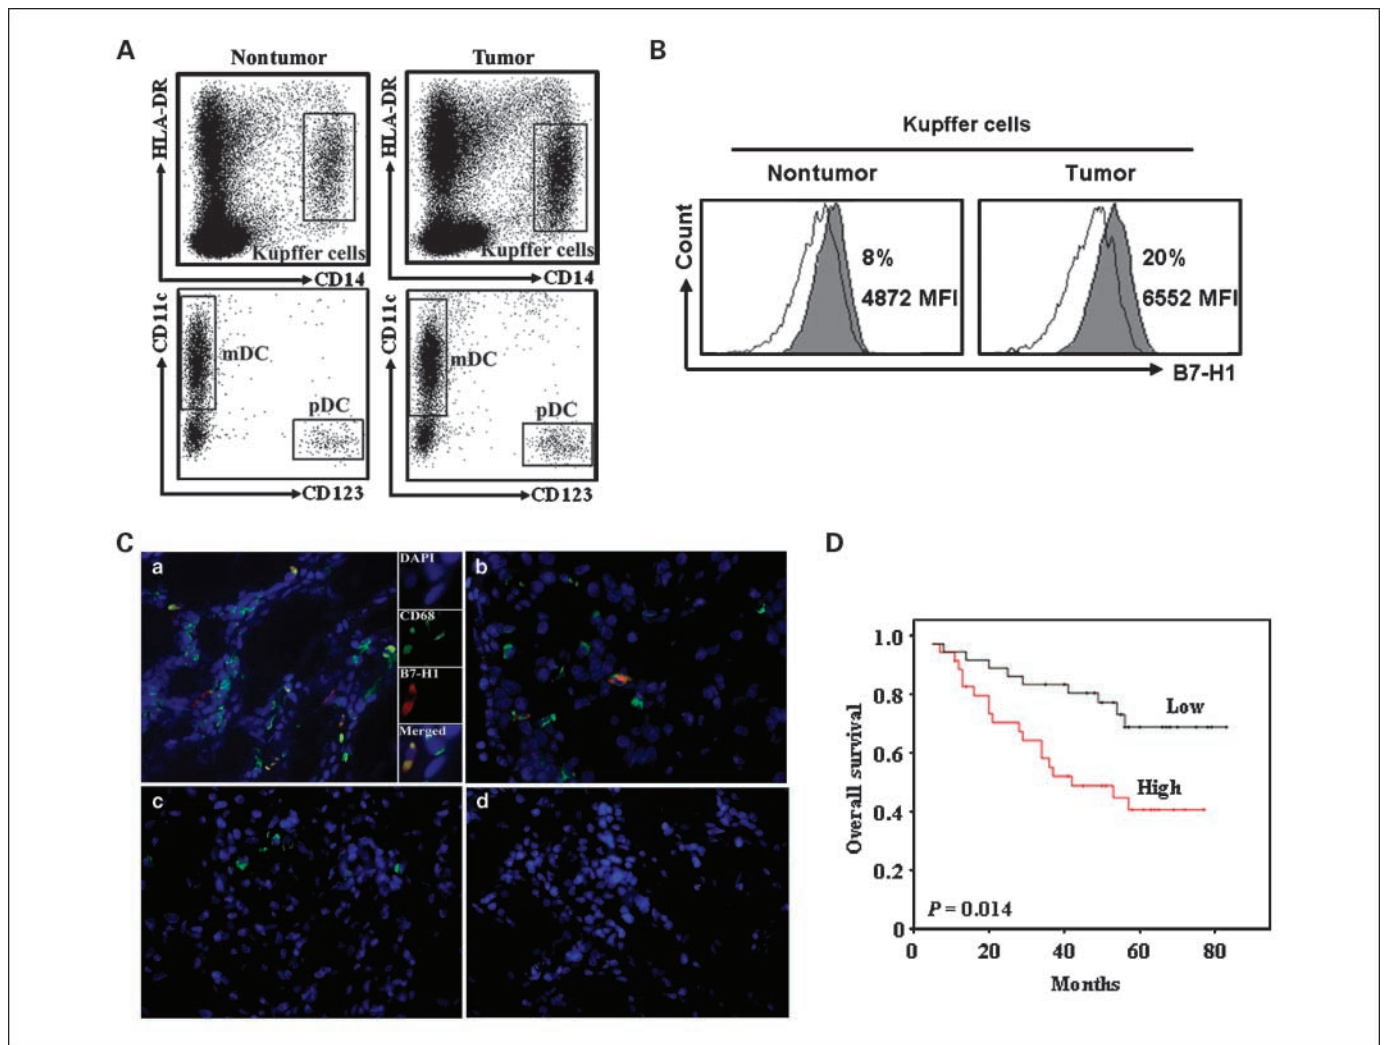 A
Nontumor
Tumor
HLA-DR
HLA-DR
Kupffer cells
Kupffer cells
CD14
CD14
CD11c
CD11c
mDC
mDC
pDC
pDC
CD123
CD123
B
Kupffer cells
Nontumor
Tumor
Count
8%
4872 MFI
20%
6552 MFI
B7-H1
C
a
DAPI
CD68
B7-H1
Merged
b
c
d
D
Overall survival
1.0
0.8
0.6
0.4
0.2
0
Low
High
P = 0.014
0 20 40 60 80
Months